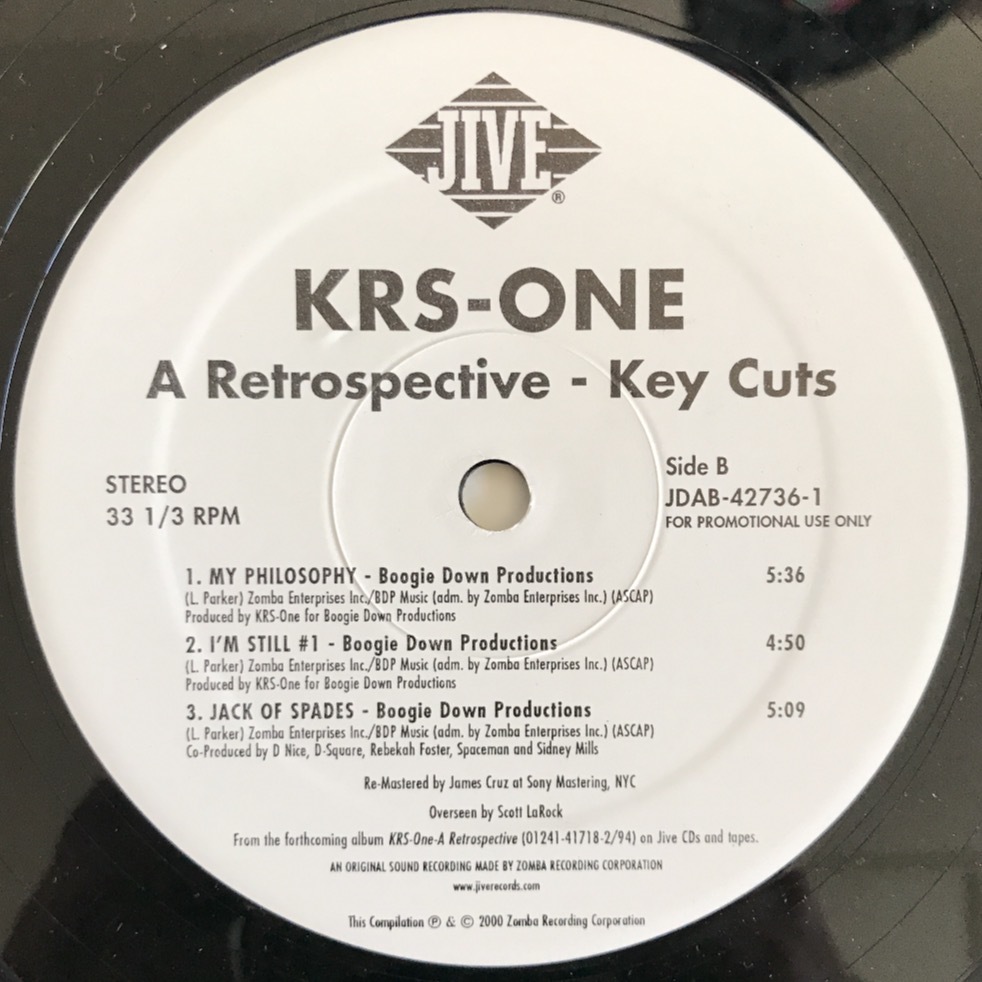 JIVE®
KRS-ONE
A Retrospective - Key Cuts
STEREO
33 1/3 RPM
Side B
JDAB-42736-1
FOR PROMOTIONAL USE ONLY
1. MY PHILOSOPHY - Boogie Down Productions 5:36
(L. Parker) Zomba Enterprises Inc./BDP Music (adm. by Zomba Enterprises Inc.) (ASCAP)
Produced by KRS-One for Boogie Down Productions
2. I'M STILL #1 - Boogie Down Productions 4:50
(L. Parker) Zomba Enterprises Inc./BDP Music (adm. by Zomba Enterprises Inc.) (ASCAP)
Produced by KRS-One for Boogie Down Productions
3. JACK OF SPADES - Boogie Down Productions 5:09
(L. Parker) Zomba Enterprises Inc./BDP Music (adm. by Zomba Enterprises Inc.) (ASCAP)
Co-Produced by D Nice, D-Square, Rebekah Foster, Spaceman and Sidney Mills
Re-Mastered by James Cruz at Sony Mastering, NYC
Overseen by Scott LaRock
From the forthcoming album KRS-One-A Retrospective (01241-41718-2/94) on Jive CDs and tapes.
AN ORIGINAL SOUND RECORDING MADE BY ZOMBA RECORDING CORPORATION
www.jiverecords.com
This Compilation ℗ & © 2000 Zomba Recording Corporation